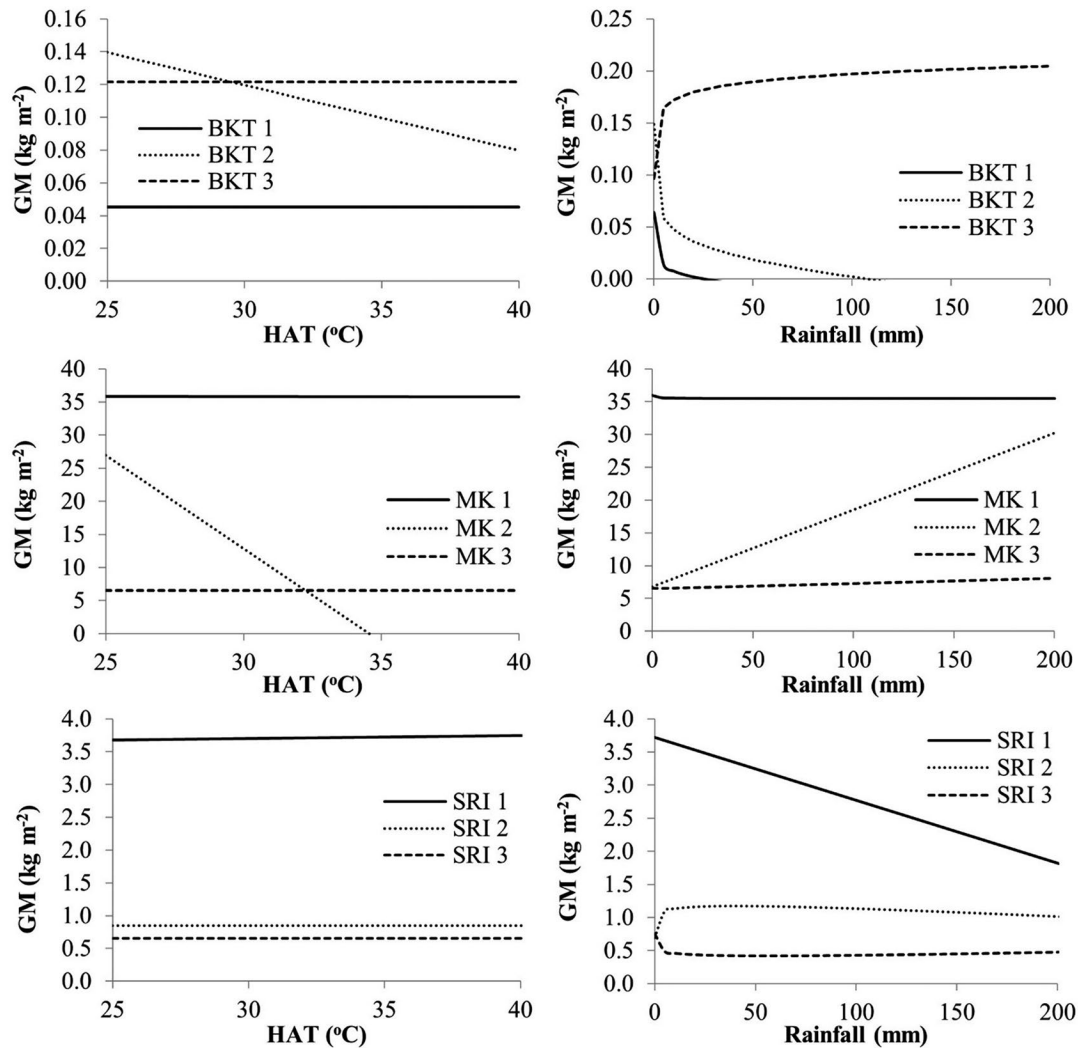 GM (kg m-2)
0.16
0.14
0.12
0.10
0.08
0.06
0.04
0.02
0.00
BKT 1
BKT 2
BKT 3
25 30 35 40
HAT (oC)
GM (kg m-2)
0.25
0.20
0.15
0.10
0.05
0.00
BKT 1
BKT 2
BKT 3
0 50 100 150 200
Rainfall (mm)
GM (kg m-2)
40
35
30
25
20
15
10
5
0
MK 1
MK 2
MK 3
25 30 35 40
HAT (oC)
GM (kg m-2)
40
35
30
25
20
15
10
5
0
MK 1
MK 2
MK 3
0 50 100 150 200
Rainfall (mm)
GM (kg m-2)
4.0
3.5
3.0
2.5
2.0
1.5
1.0
0.5
0.0
SRI 1
SRI 2
SRI 3
25 30 35 40
HAT (oC)
GM (kg m-2)
4.0
3.5
3.0
2.5
2.0
1.5
1.0
0.5
0.0
SRI 1
SRI 2
SRI 3
0 50 100 150 200
Rainfall (mm)